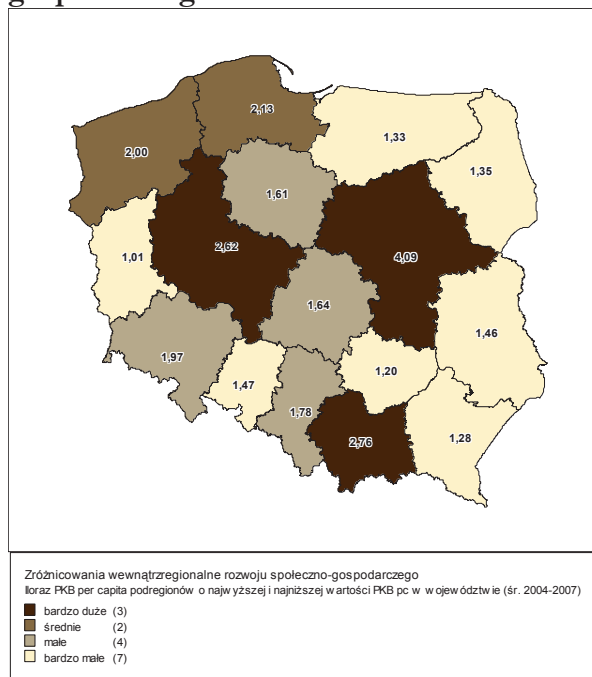 2,13
2,00
1,33
1,35
1,61
1,01
2,62
4,09
1,64
1,46
1,97
1,47
1,20
1,78
2,76
1,28
Zróżnicowania wewnątrzregionalne rozwoju społeczno-gospodarczego
Iloraz PKB per capita podregionów o najwyższej i najniższej wartości PKB pc w województwie (śr. 2004-2007)
bardzo duże (3)
średnie (2)
małe (4)
bardzo małe (7)